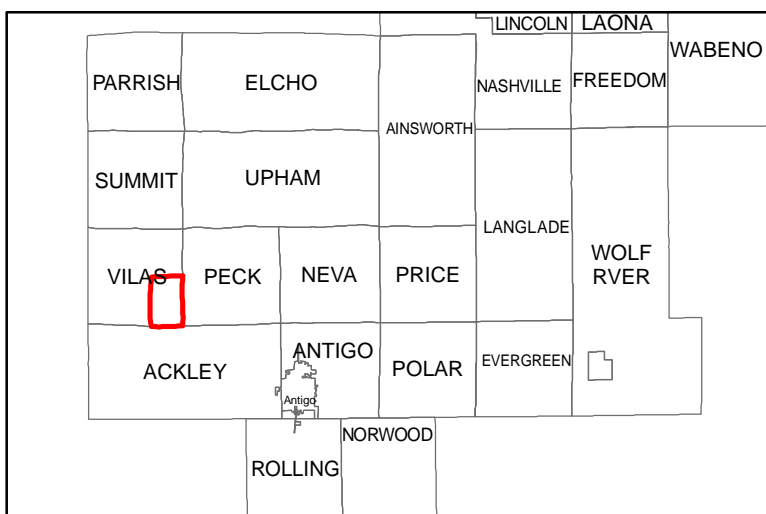 LINCOLN
LAONA
WABENO
PARRISH
ELCHO
NASHVILLE
FREEDOM
AINSWORTH
SUMMIT
UPHAM
LANGLADE
WOLF
RVER
VILAS
PECK
NEVA
PRICE
ANTIGO
ACKLEY
POLAR
EVERGREEN
Antigo
NORWOOD
ROLLING